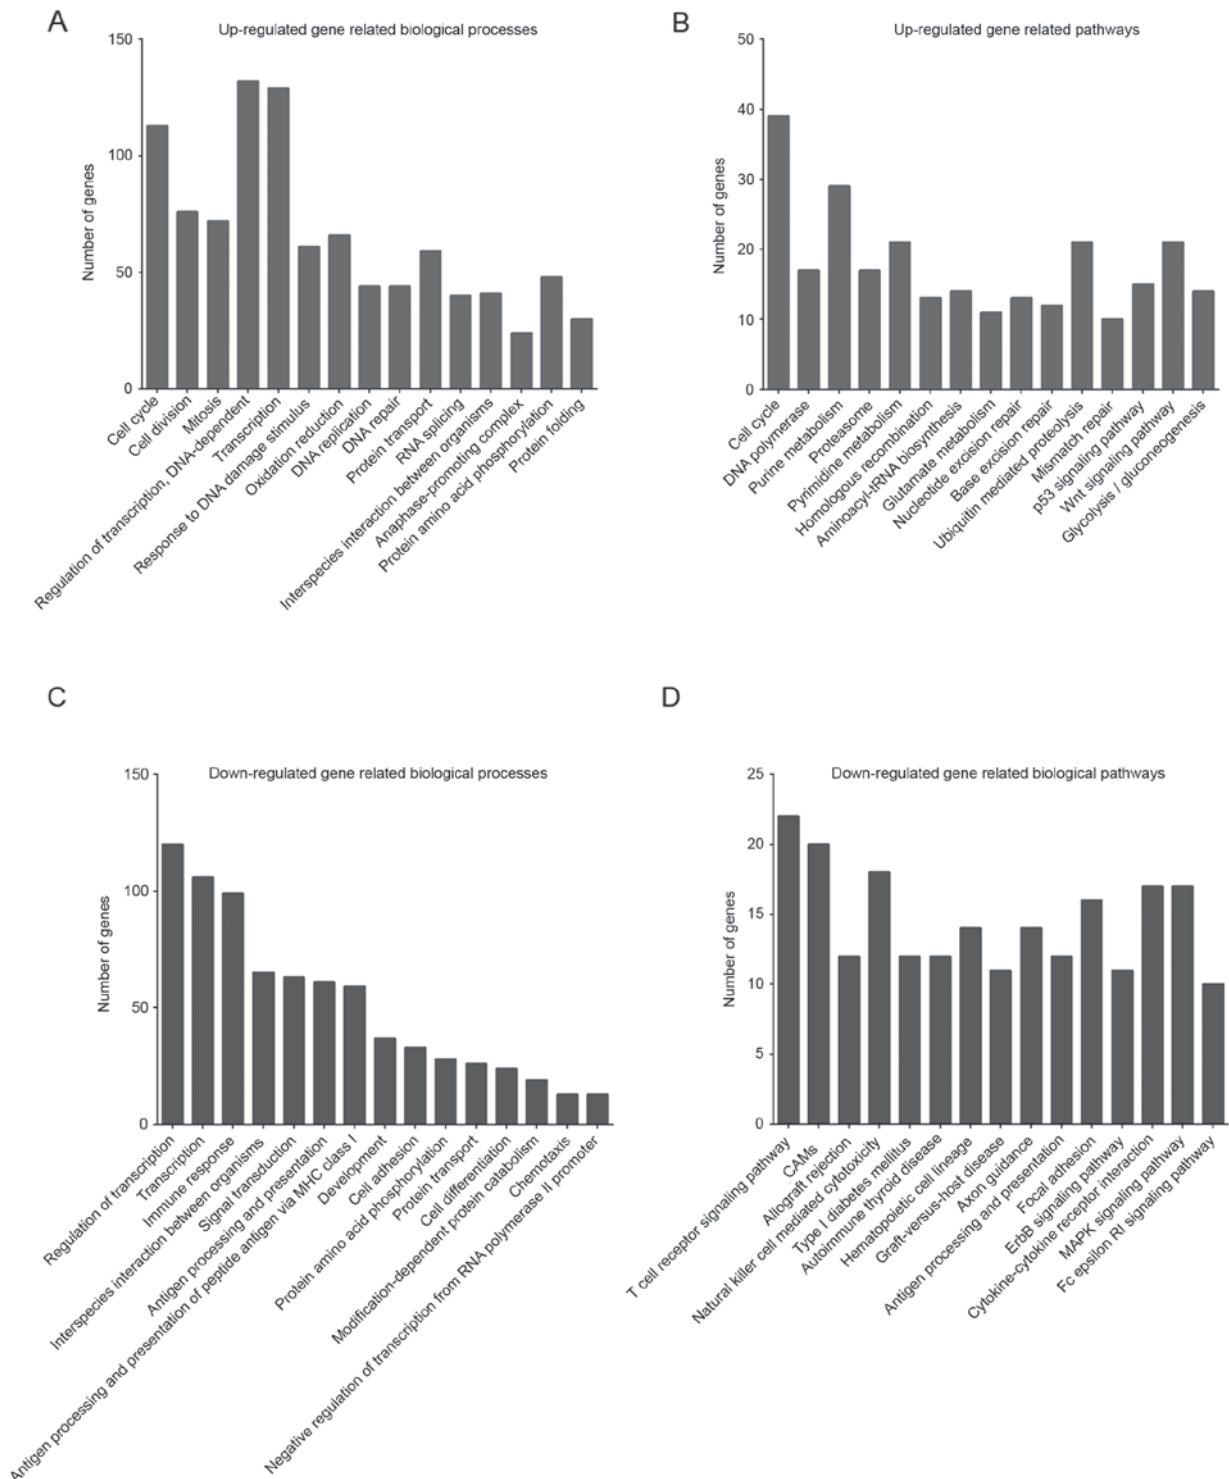 A
Up-regulated gene related biological processes
150
100
50
0
Number of genes
Cell cycle
Cell division
Mitosis
Regulation of transcription, DNA-dependent
Transcription
Response to DNA damage stimulus
Oxidation reduction
DNA replication
DNA repair
Protein transport
RNA splicing
Interspecies interaction between organisms
Anaphase-promoting complex
Protein amino acid phosphorylation
Protein folding
B
Up-regulated gene related pathways
50
40
30
20
10
0
Number of genes
Cell cycle
DNA polymerase
Purine metabolism
Proteasome
Pyrimidine metabolism
Homologous recombination
Aminoacyl-tRNA biosynthesis
Glutamate metabolism
Nucleotide excision repair
Base excision repair
Ubiquitin mediated proteolysis
Mismatch repair
p53 signaling pathway
Wnt signaling pathway
Glycolysis / gluconeogenesis
C
Down-regulated gene related biological processes
150
100
50
0
Number of genes
Regulation of transcription
Transcription
Immune response
Interspecies interaction between organisms
Signal transduction
Antigen processing and presentation
Antigen processing and presentation of peptide antigen via MHC class I
Development
Cell adhesion
Protein amino acid phosphorylation
Protein transport
Cell differentiation
Modification-dependent protein catabolism
Chemotaxis
Negative regulation of transcription from RNA polymerase II promoter
D
Down-regulated gene related biological pathways
25
20
15
10
5
0
Number of genes
T cell receptor signaling pathway
CAMs
Allograft rejection
Natural killer cell mediated cytotoxicity
Type I diabetes mellitus
Autoimmune thyroid disease
Hematopoietic cell lineage
Graft-versus-host disease
Axon guidance
Antigen processing and presentation
Focal adhesion
ErbB signaling pathway
Cytokine-cytokine receptor interaction
MAPK signaling pathway
Fc epsilon RI signaling pathway